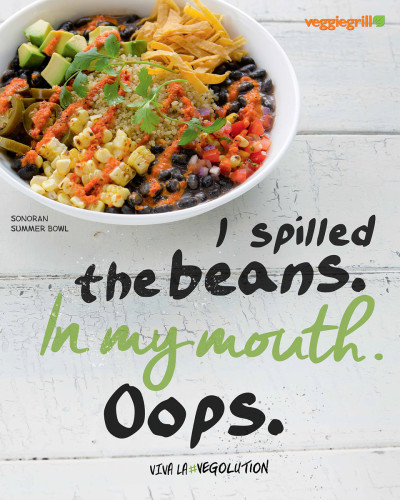 veggiegrill
SONORAN
SUMMER BOWL
I spilled
the beans.
In my mouth.
Oops.
VIVA LA #VEGOLUTION